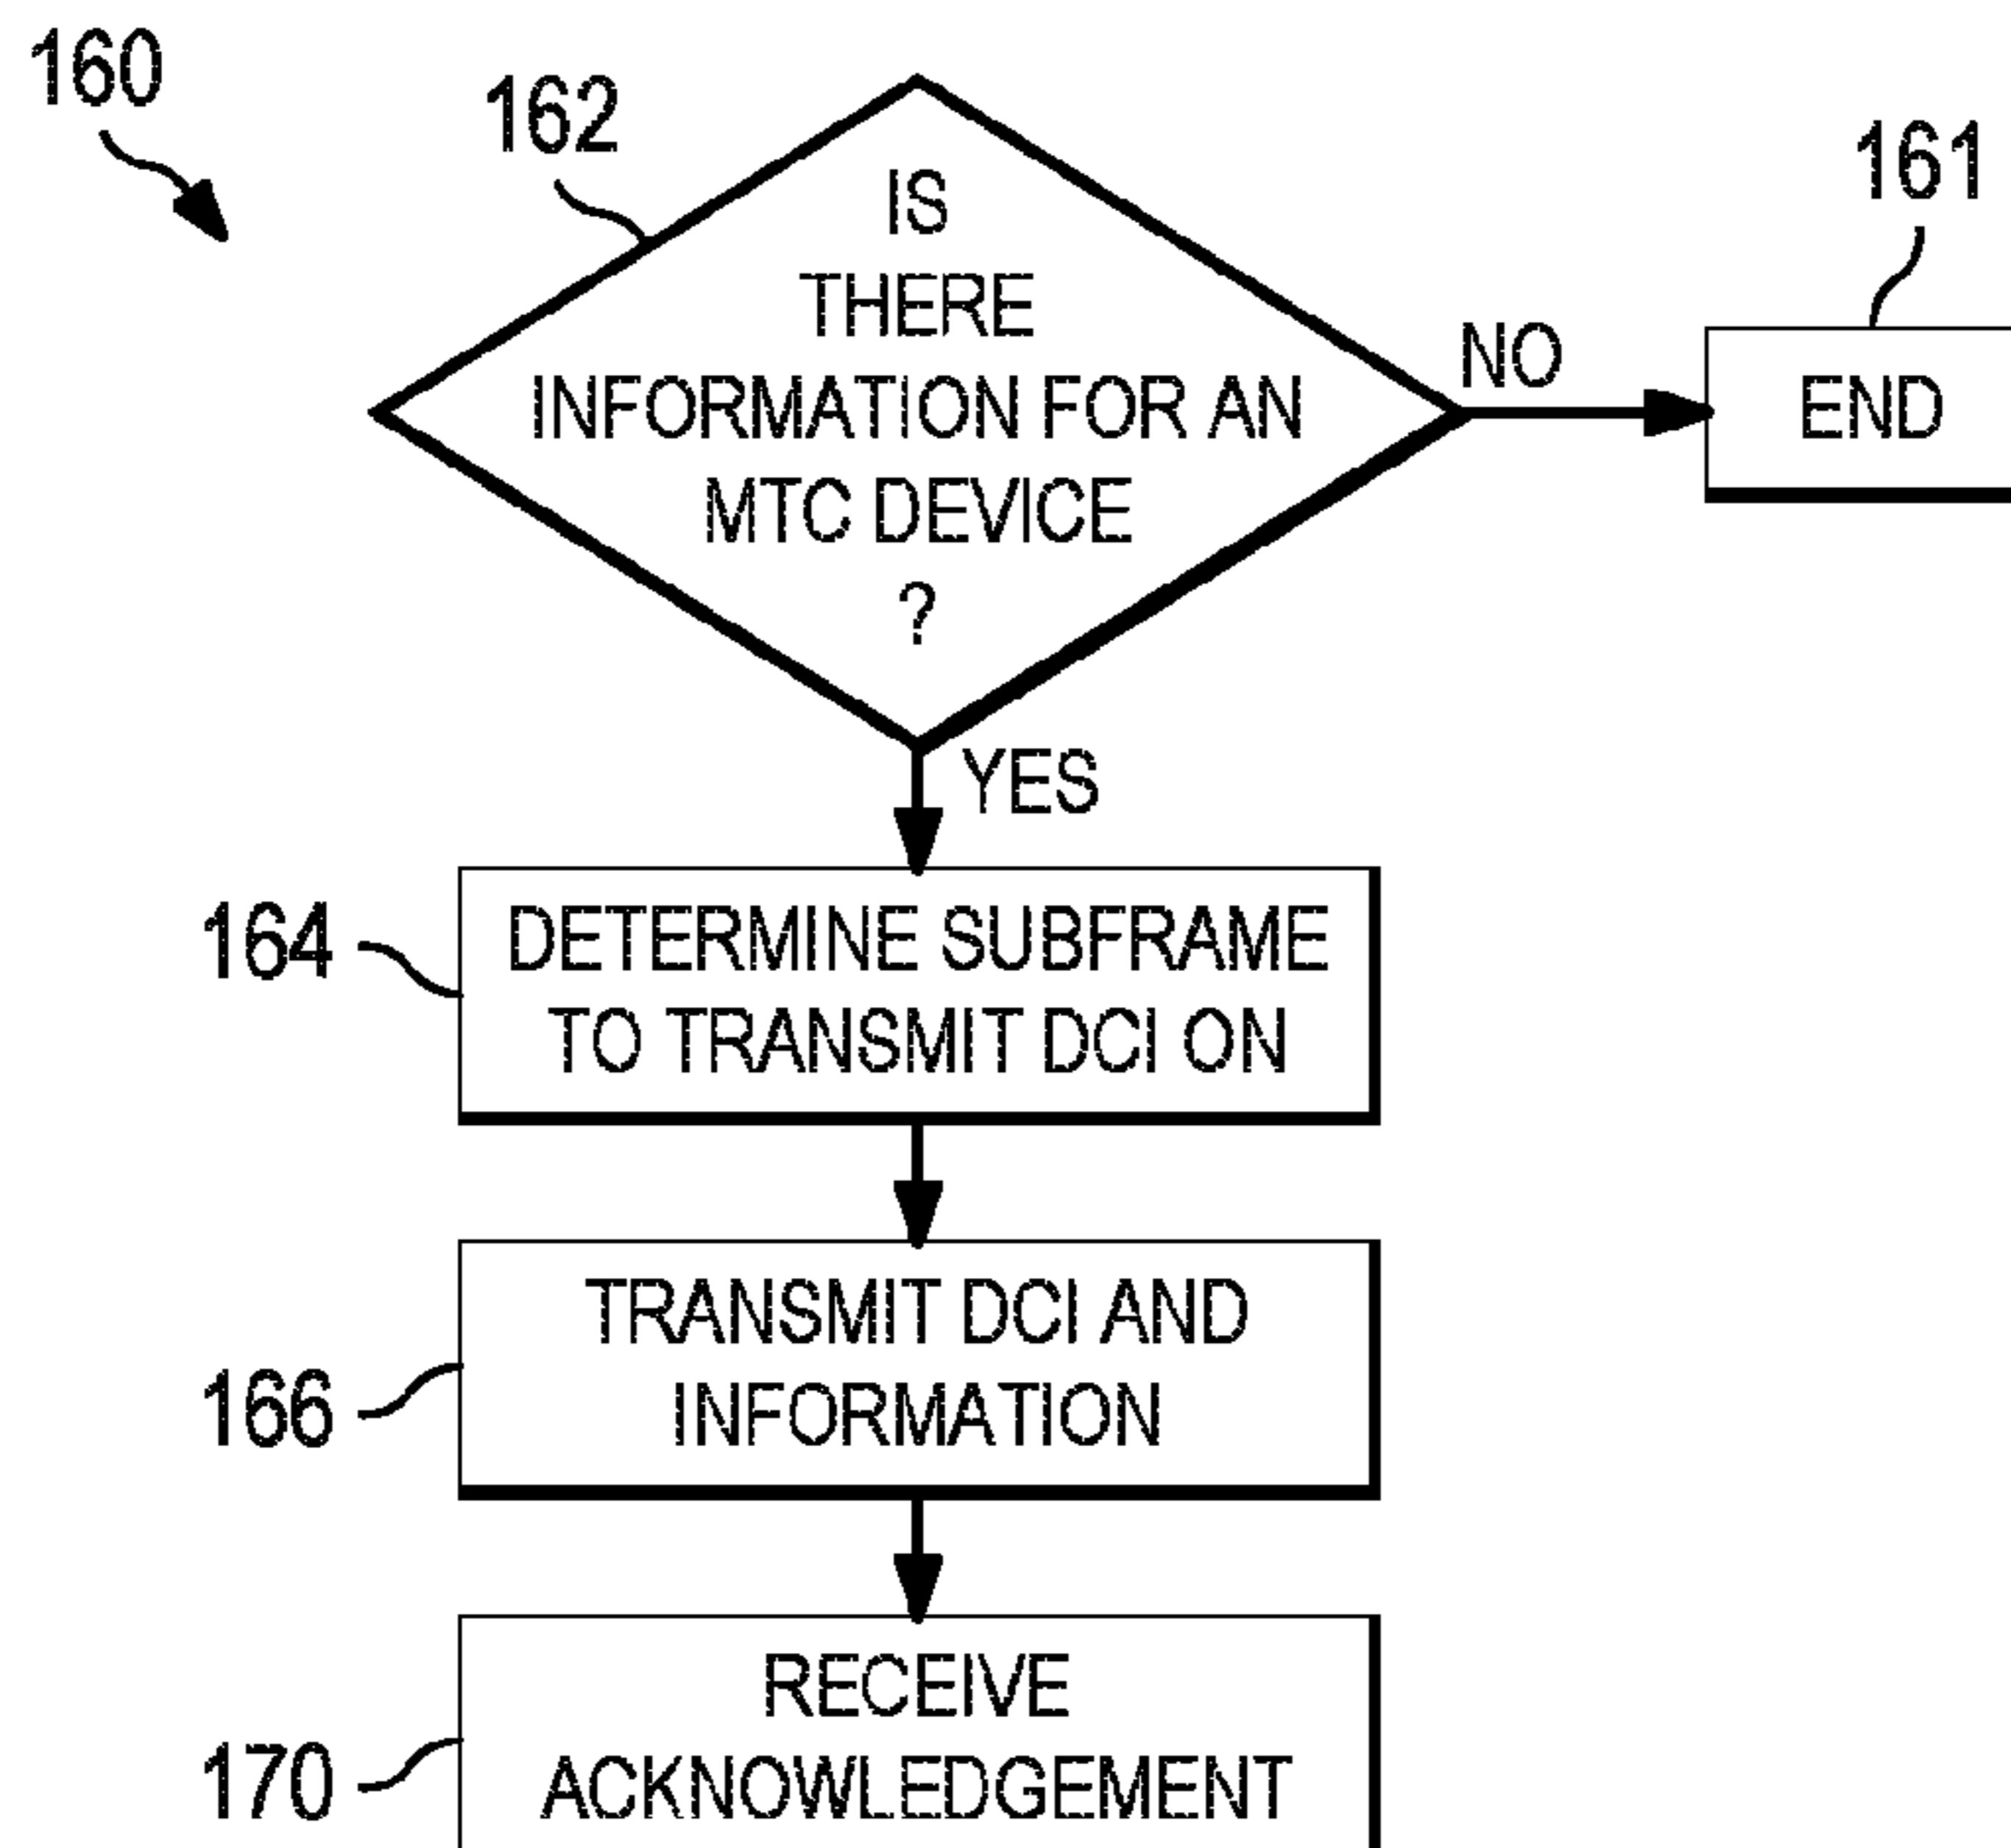 160
162
161
IS
THERE
INFORMATION FOR AN
MTC DEVICE
?
NO
END
YES
164
DETERMINE SUBFRAME
TO TRANSMIT DCI ON
166
TRANSMIT DCI AND
INFORMATION
170
RECEIVE
ACKNOWLEDGEMENT